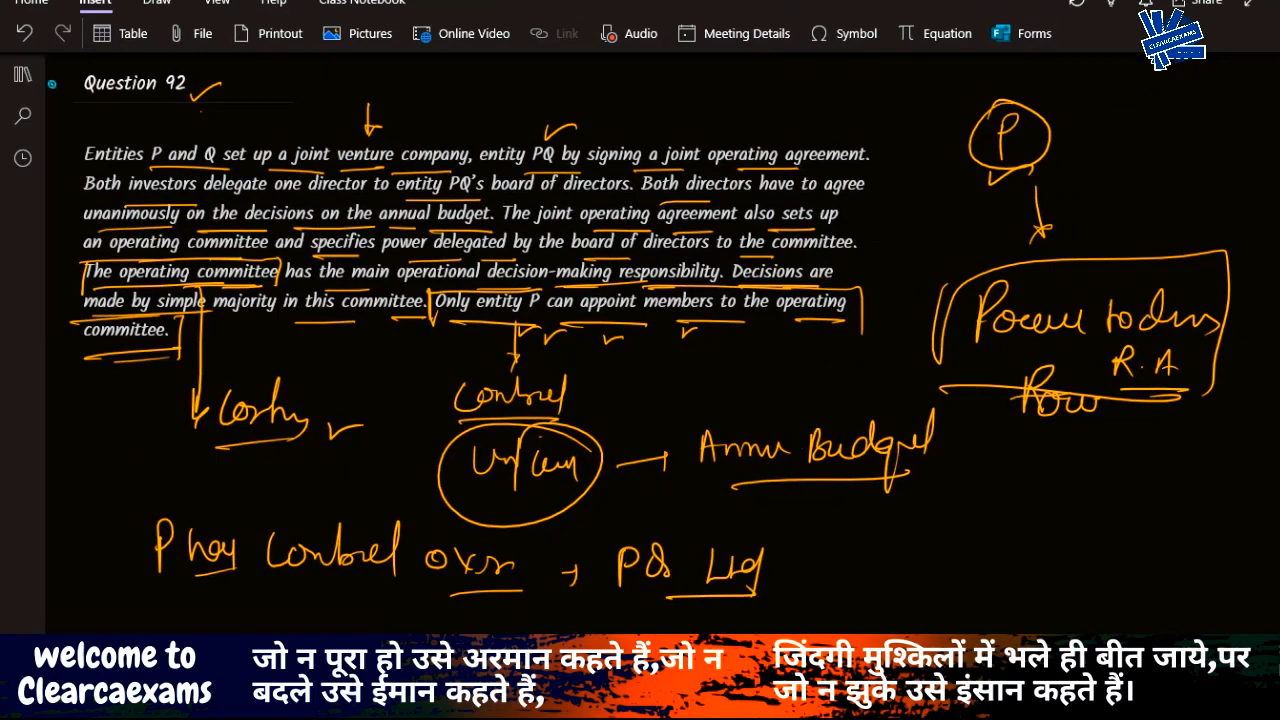 Home Insert Draw View Help Class Notebook Share
Table File Printout Pictures Online Video Link Audio Meeting Details Symbol Equation Forms
CLEARCAEXAMS
Question 92
Entities P and Q set up a joint venture company, entity PQ by signing a joint operating agreement.
Both investors delegate one director to entity PQ's board of directors. Both directors have to agree
unanimously on the decisions on the annual budget. The joint operating agreement also sets up
an operating committee and specifies power delegated by the board of directors to the committee.
The operating committee has the main operational decision-making responsibility. Decisions are
made by simple majority in this committee. Only entity P can appoint members to the operating
committee.
P
Power to
R.A
Control
Annu Budget
P has Control over PQ Ltd
welcome to
Clearcaexams
जो न पूरा हो उसे अरमान कहते हैं,जो न
बदले उसे ईमान कहते हैं,
जिंदगी मुश्किलों में भले ही बीत जाये,पर
जो न झुके उसे इंसान कहते हैं।